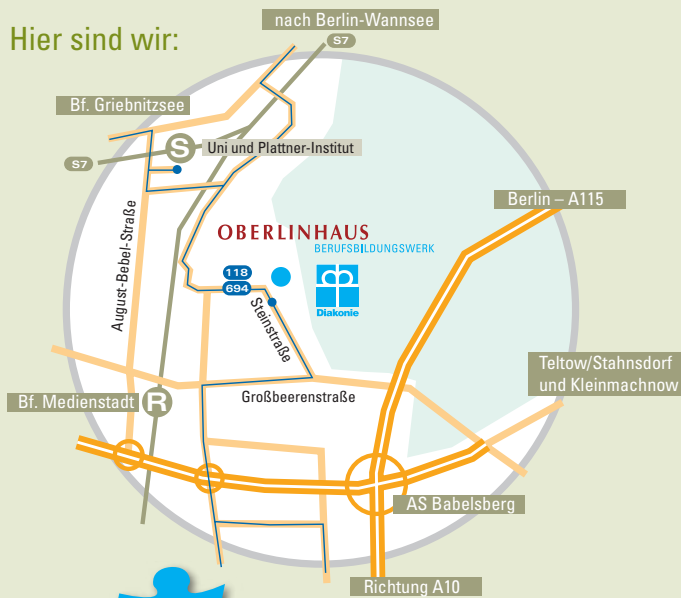 Hier sind wir:
nach Berlin-Wannsee
S7
Bf. Griebnitzsee
S
Uni und Plattner-Institut
S7
Berlin – A115
August-Bebel-Straße
OBERLINHAUS
BERUFSBILDUNGSWERK
118
694
Diakonie
Steinstraße
Teltow/Stahnsdorf
und Kleinmachnow
Bf. Medienstadt
R
Großbeerenstraße
AS Babelsberg
Richtung A10